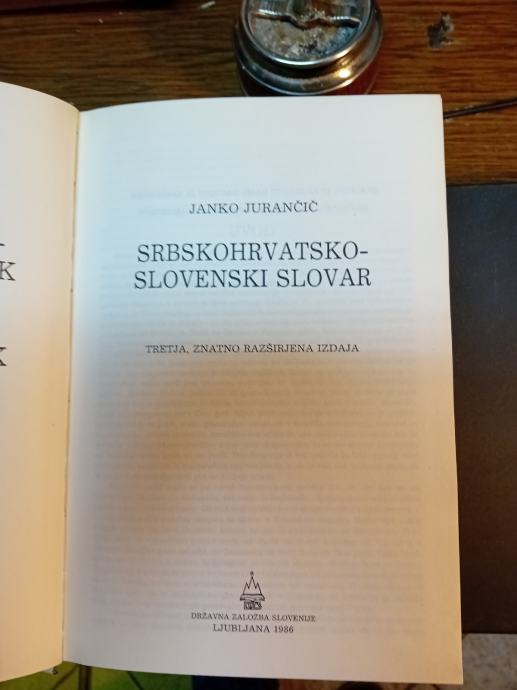 JANKO JURANČIČ
SRBSKOHRVATSKO-
SLOVENSKI SLOVAR
TRETJA, ZNATNO RAZŠIRJENA IZDAJA
DRŽAVNA ZALOŽBA SLOVENIJE
LJUBLJANA 1986